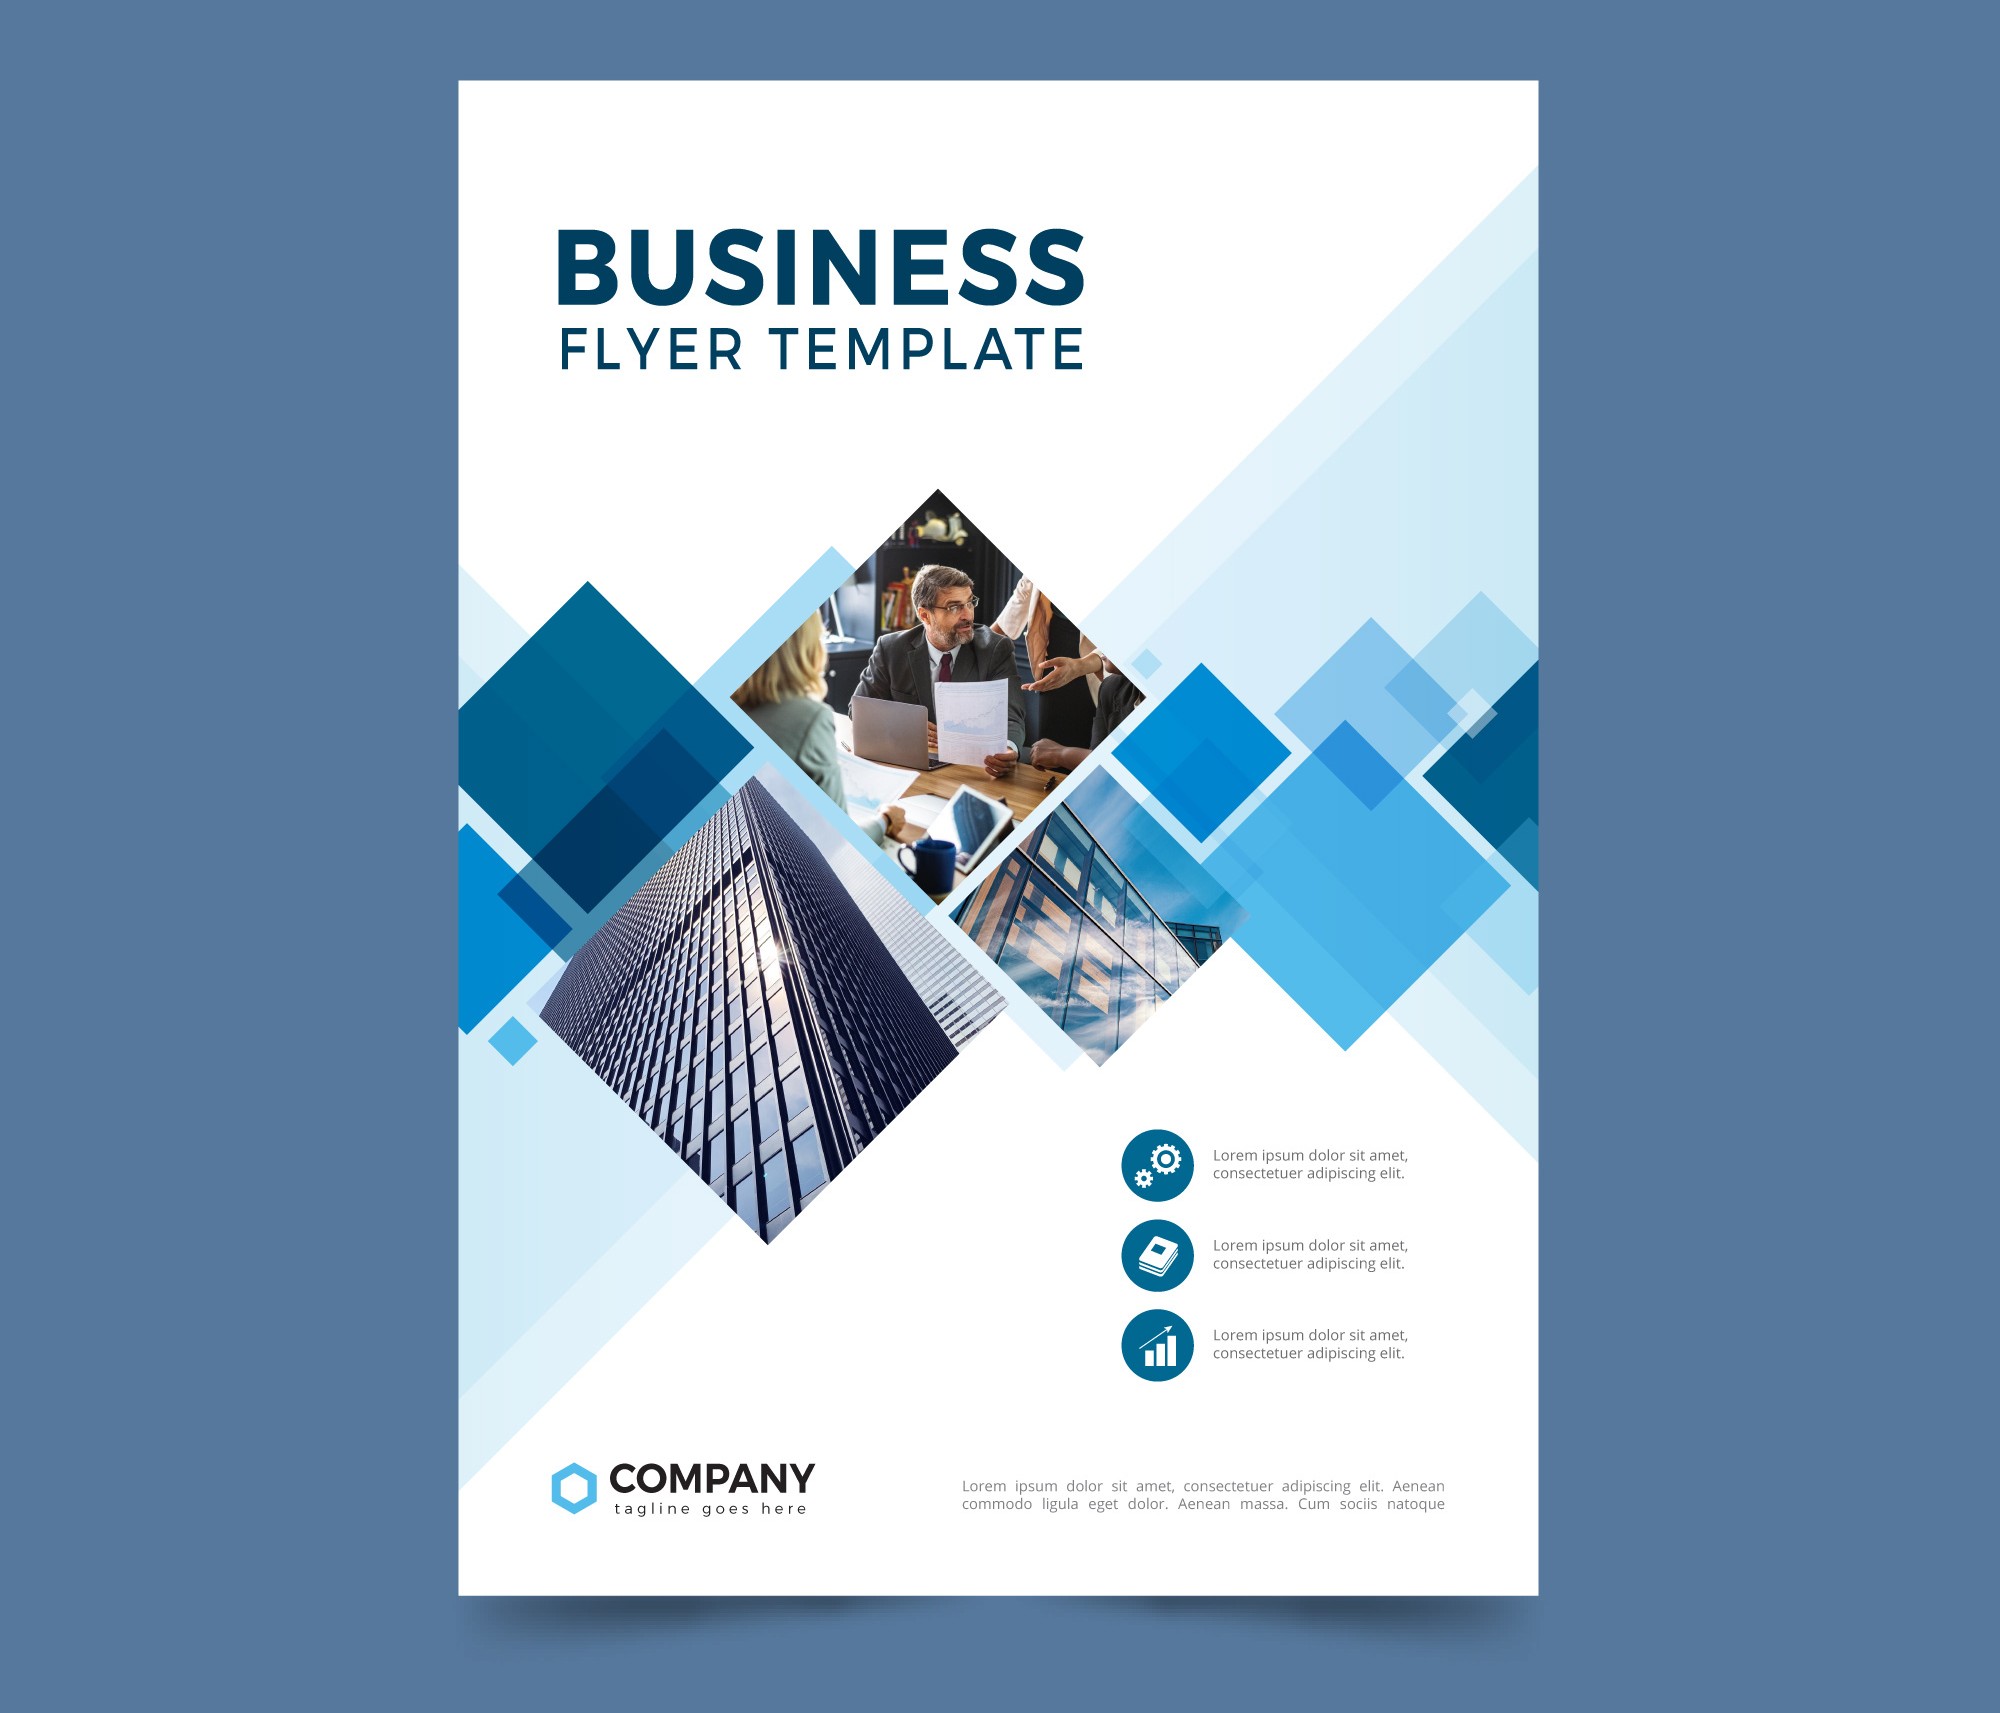 BUSINESS
FLYER TEMPLATE
Lorem ipsum dolor sit amet,
consectetuer adipiscing elit.
Lorem ipsum dolor sit amet,
consectetuer adipiscing elit.
Lorem ipsum dolor sit amet,
consectetuer adipiscing elit.
COMPANY
tagline goes here
Lorem ipsum dolor sit amet, consectetuer adipiscing elit. Aenean
commodo ligula eget dolor. Aenean massa. Cum sociis natoque